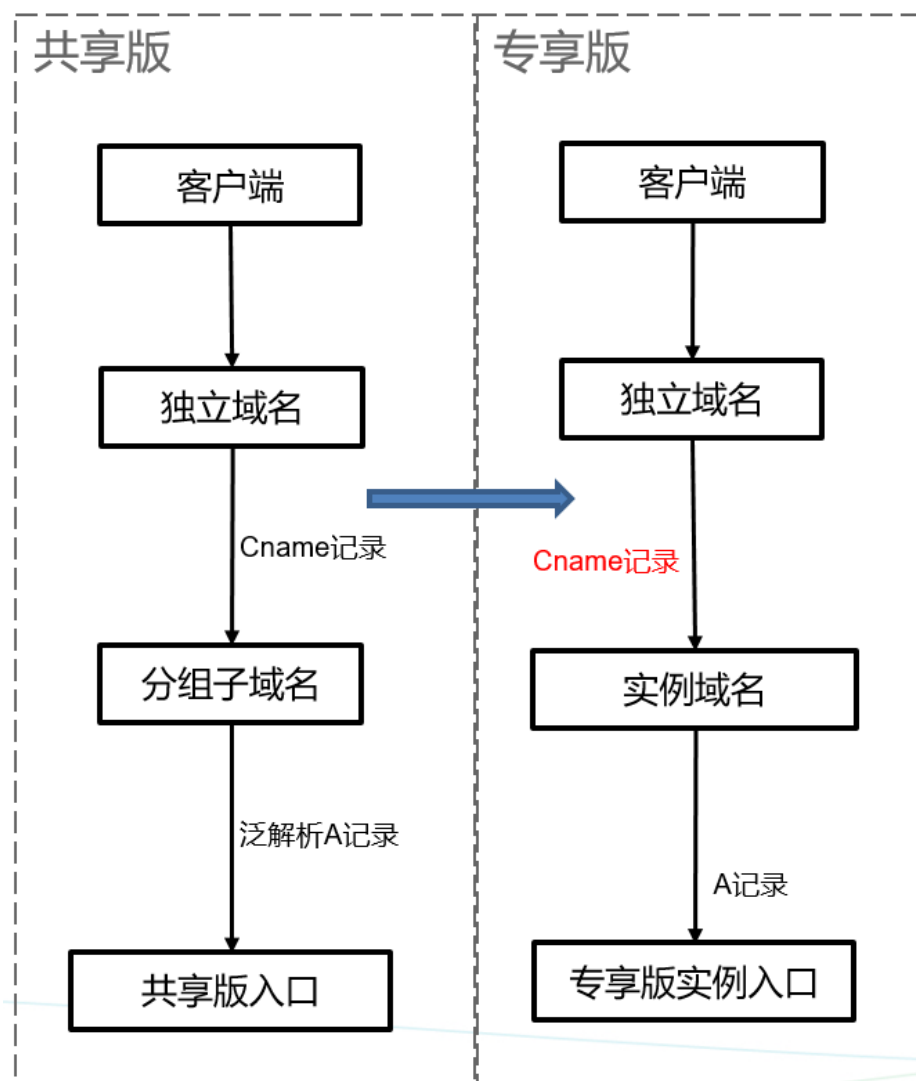 共享版
客户端
独立域名
Cname记录
分组子域名
泛解析A记录
共享版入口
专享版
客户端
独立域名
Cname记录
实例域名
A记录
专享版实例入口